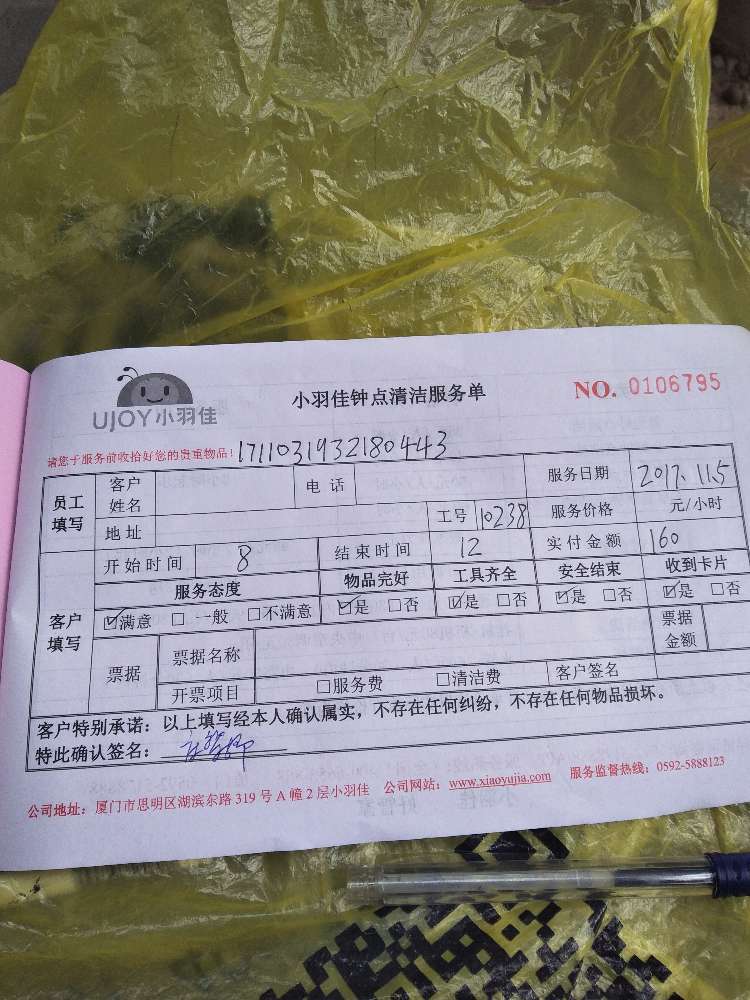 UJOY小羽佳
小羽佳钟点清洁服务单
NO. 0106795
请您于服务前收拾好您的贵重物品！1711031932180443
员工填写 客户姓名 电话 服务日期 2017.11.5
地址 工号 10238 服务价格 元/小时
客户填写 开始时间 8 结束时间 12 实付金额 160
服务态度 物品完好 工具齐全 安全结束 收到卡片
☑满意 □一般 □不满意 ☑是 □否 ☑是 □否 ☑是 □否 ☑是 □否
票据 票据名称 票据金额
开票项目 □服务费 □清洁费 客户签名
客户特别承诺：以上填写经本人确认属实，不存在任何纠纷，不存在任何物品损坏。
特此确认签名：
公司地址：厦门市思明区湖滨东路319号A幢2层小羽佳 公司网站：www.xiaoyujia.com 服务监督热线：0592-5888123